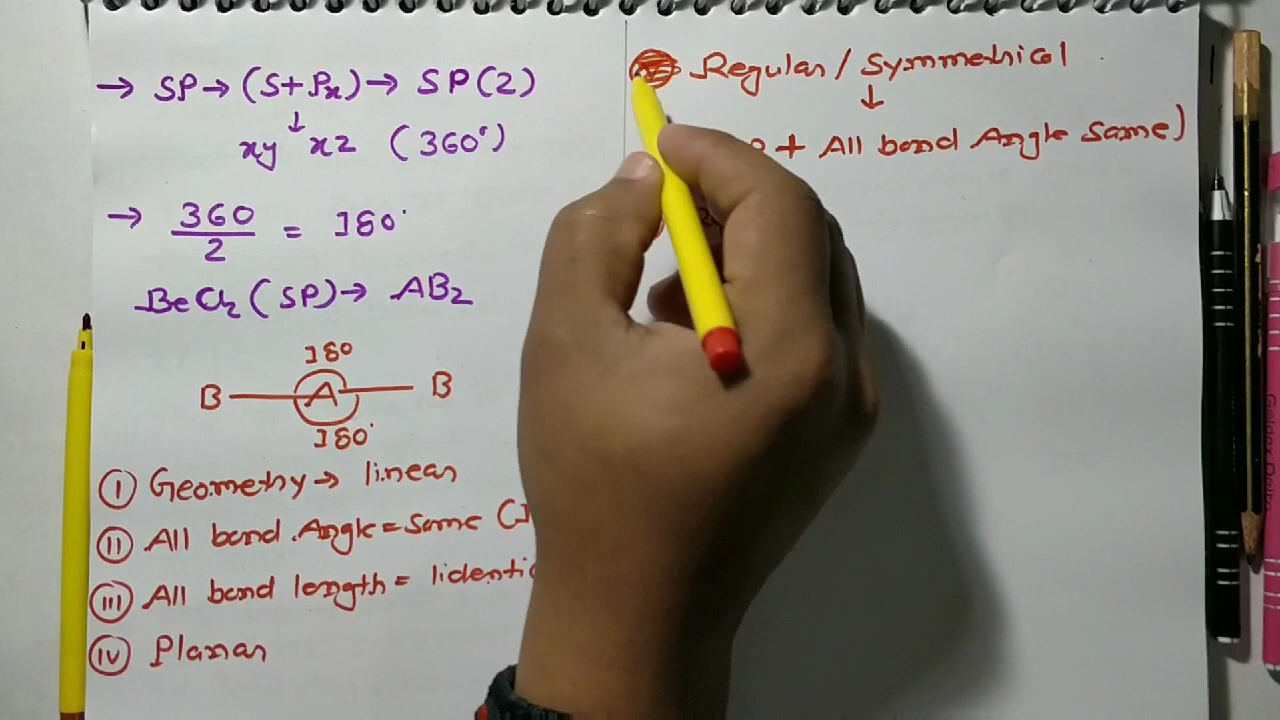 → SP → (S+Px) → SP(2)
↓
xy xz (360°)
→ 360/2 = 180°
BeCl2 (SP) → AB2
180
B A B
180°
(I) Geometry → linear
(II) All bond Angle = Same
(III) All bond length =
(IV) Planar
Regular / Symmetrical
↓
+ All bond Angle Same)